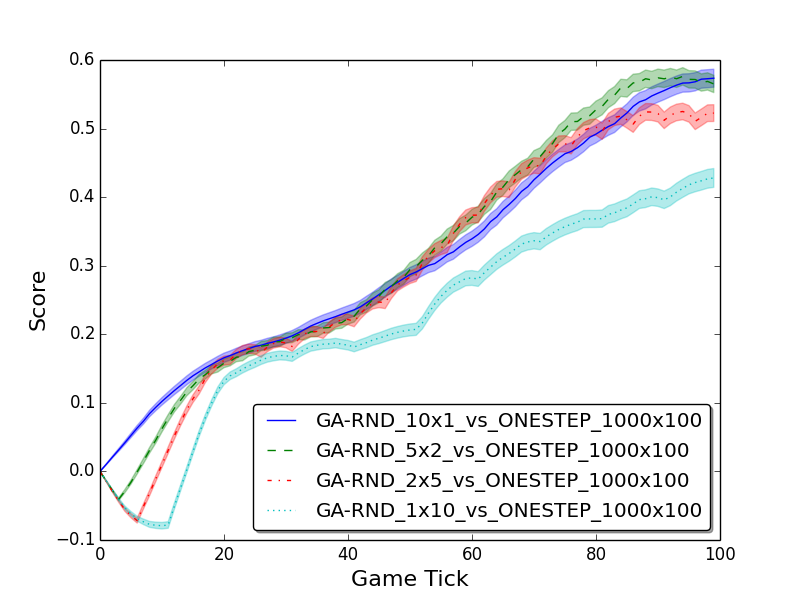 0.6
0.5
0.4
0.3
0.2
0.1
0.0
−0.1
Score
0
20
40
60
80
100
Game Tick
GA-RND_10x1_vs_ONESTEP_1000x100
GA-RND_5x2_vs_ONESTEP_1000x100
GA-RND_2x5_vs_ONESTEP_1000x100
GA-RND_1x10_vs_ONESTEP_1000x100